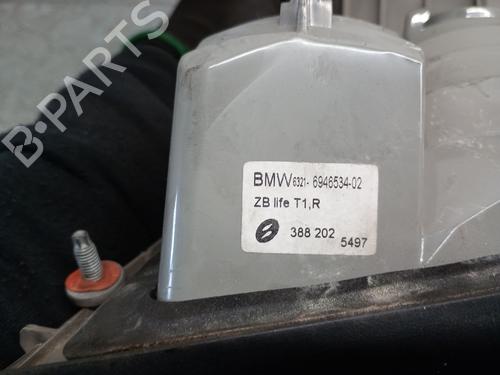 B-PARTS
BMW 6321- 6946534-02
ZB life T1,R
388 202
5497